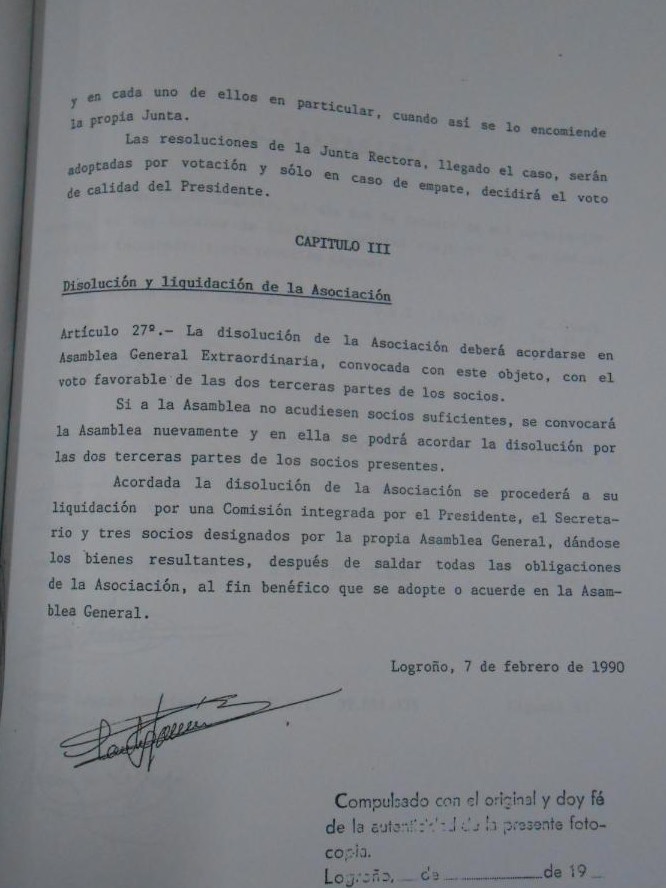 y en cada uno de ellos en particular, cuando así se lo encomiende
la propia Junta.
Las resoluciones de la Junta Rectora, llegado el caso, serán
adoptadas por votación y sólo en caso de empate, decidirá el voto
de calidad del Presidente.
CAPITULO III
Disolución y liquidación de la Asociación
Artículo 27º.- La disolución de la Asociación deberá acordarse en
Asamblea General Extraordinaria, convocada con este objeto, con el
voto favorable de las dos terceras partes de los socios.
Si a la Asamblea no acudiesen socios suficientes, se convocará
la Asamblea nuevamente y en ella se podrá acordar la disolución por
las dos terceras partes de los socios presentes.
Acordada la disolución de la Asociación se procederá a su
liquidación por una Comisión integrada por el Presidente, el Secreta-
rio y tres socios designados por la propia Asamblea General, dándose
los bienes resultantes, después de saldar todas las obligaciones
de la Asociación, al fin benéfico que se adopte o acuerde en la Asam-
blea General.
Logroño, 7 de febrero de 1990
Compulsado con el original y doy fé
de la autenticidad de la presente foto-
copia.
Logroño, __ de ____________ de 19 __